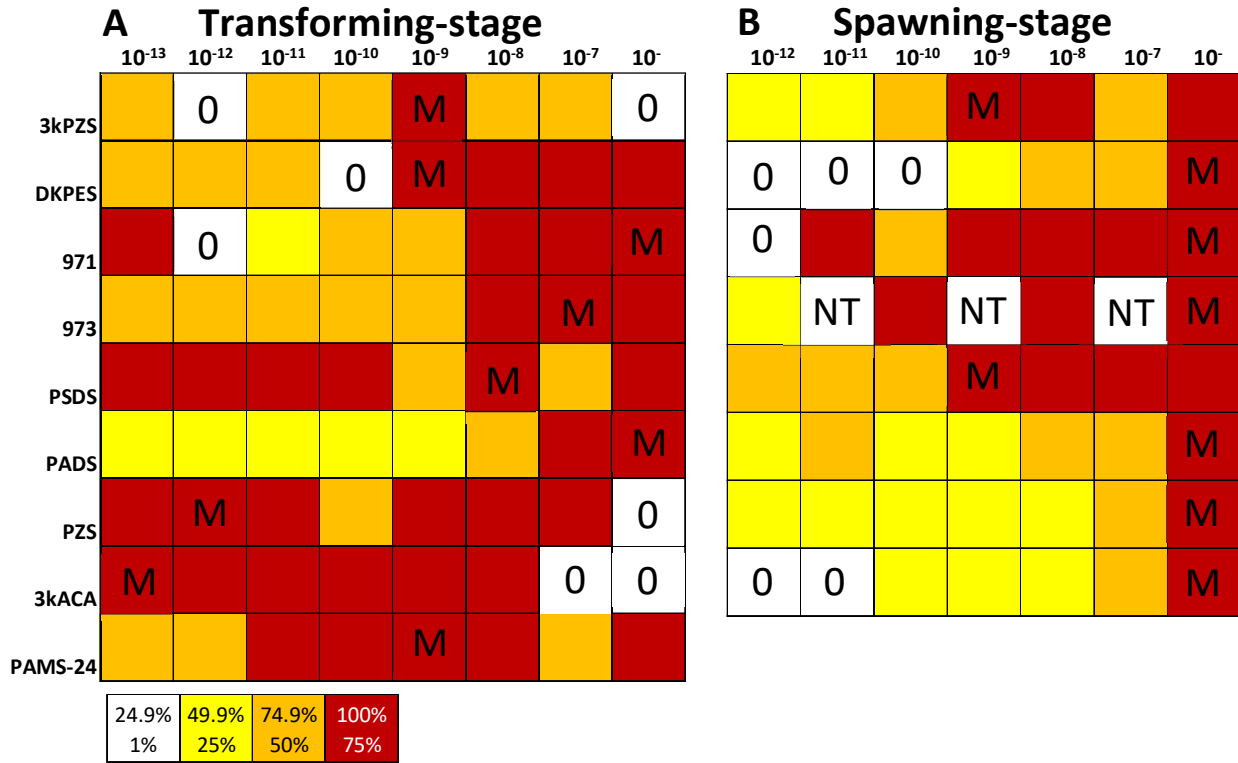 A Transforming-stage B Spawning-stage
10-13 10-12 10-11 10-10 10-9 10-8 10-7 10- 10-12 10-11 10-10 10-9 10-8 10-7 10-
3kPZS 0 M 0 M
DKPES 0 M 0 0 0 M
971 0 M 0 M
973 M NT NT NT M
PSDS M M
PADS M M
PZS M 0 M
3kACA M 0 0 0 0 M
PAMS-24 M
24.9% 49.9% 74.9% 100%
1% 25% 50% 75%